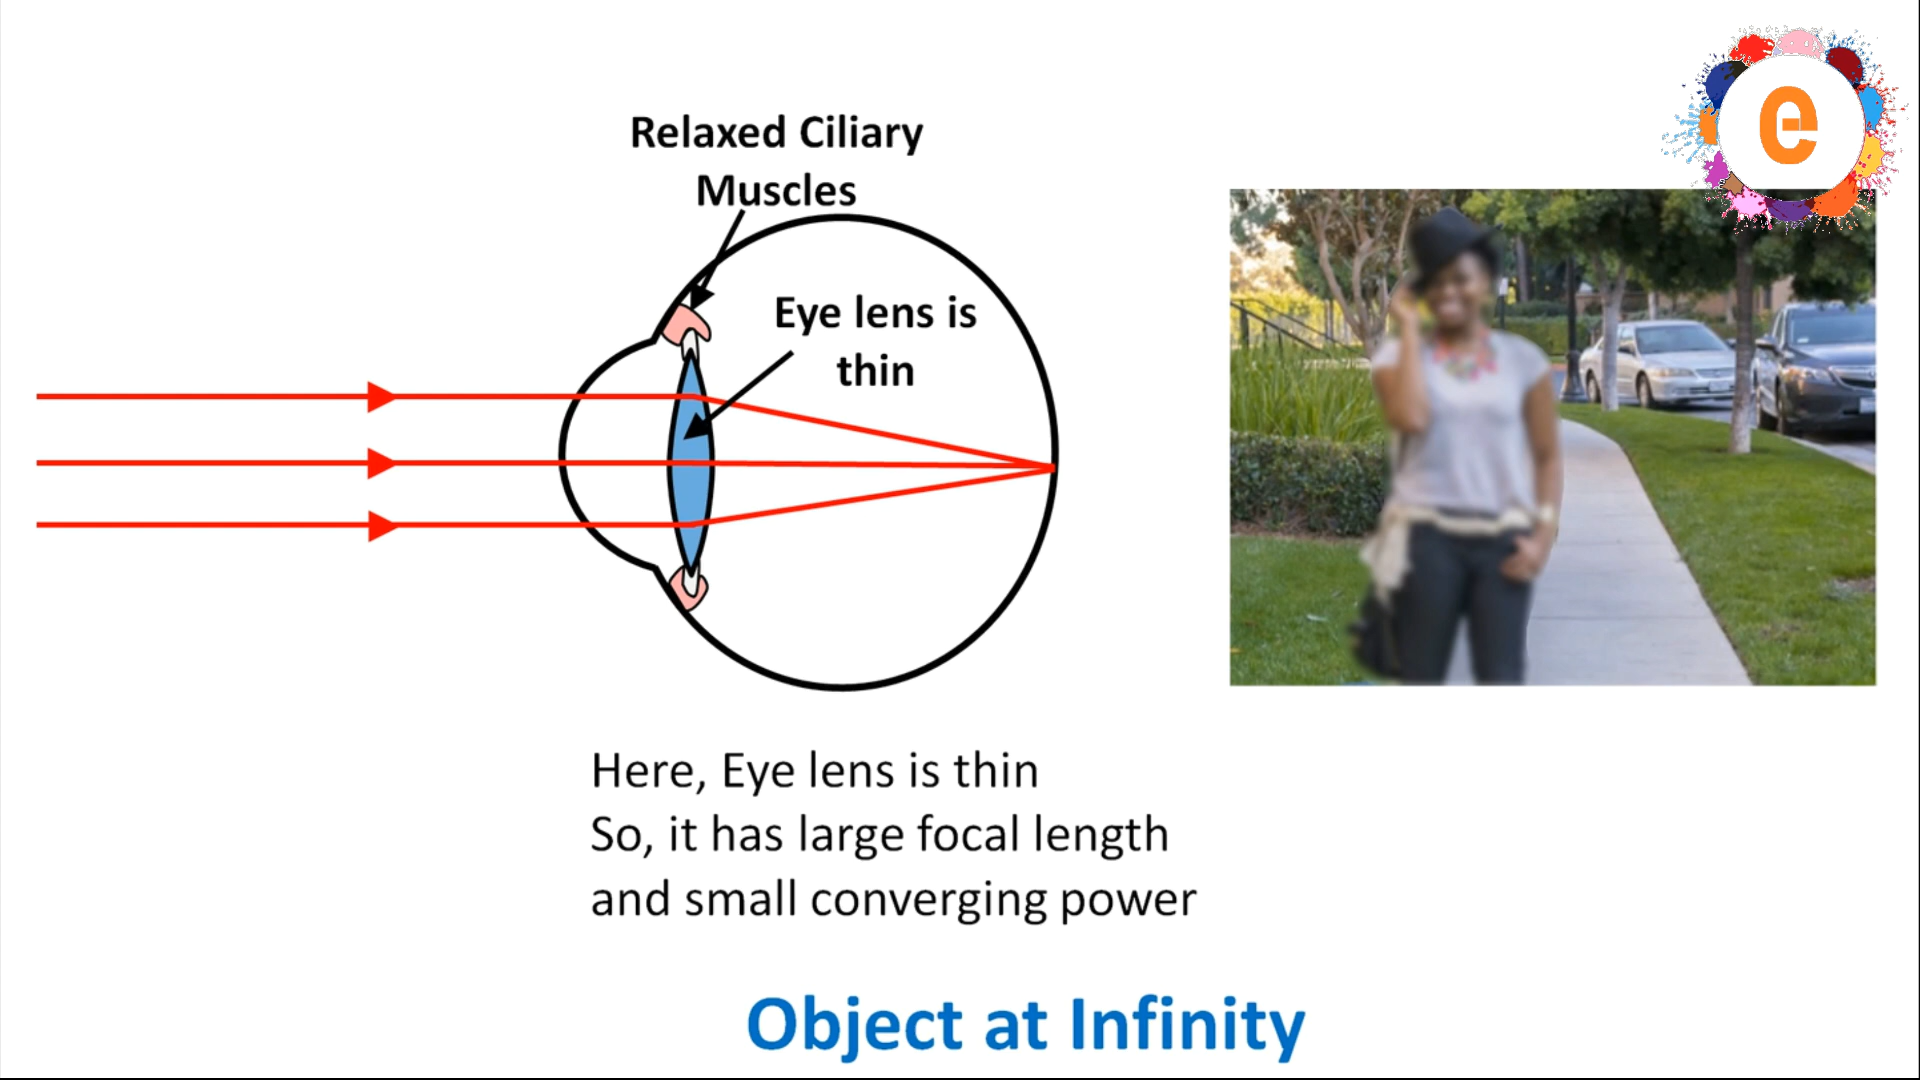 Relaxed Ciliary
Muscles
Eye lens is
thin
e
Here, Eye lens is thin
So, it has large focal length
and small converging power
Object at Infinity